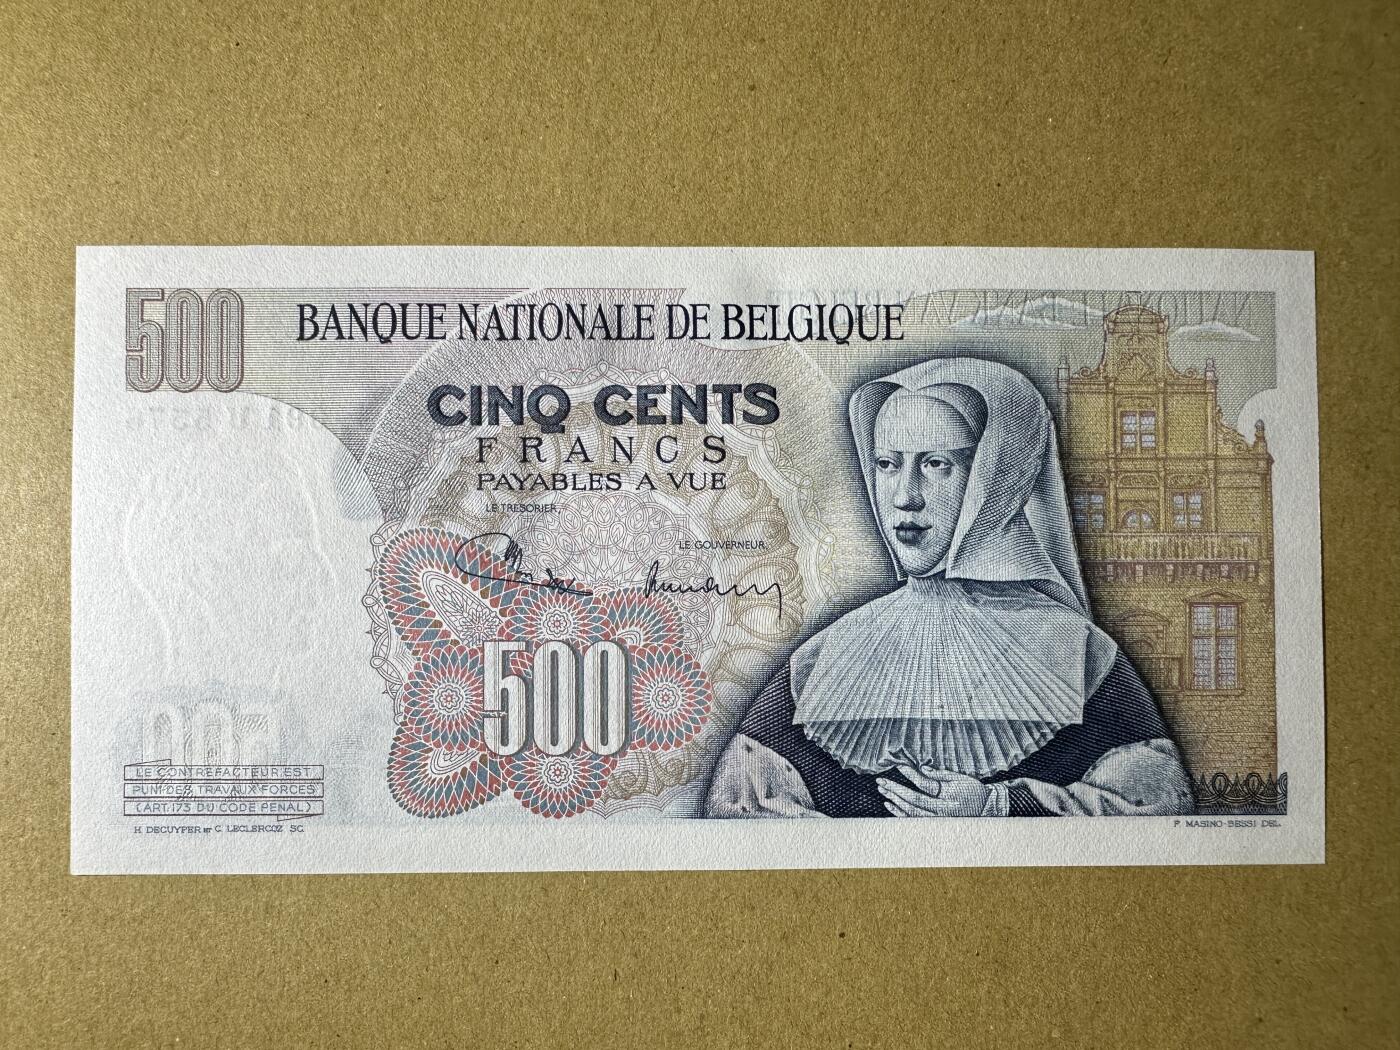 500
BANQUE NATIONALE DE BELGIQUE
CINQ CENTS
FRANCS
PAYABLES A VUE
LE TRESORIER,
LE GOUVERNEUR,
500
LE CONTREFACTEUR EST
PUNI DES TRAVAUX FORCES
(ART. 173 DU CODE PENAL)
H. DECUYPER ET C. LECLERCQZ SC.
P. MASINO-BESSI DEL.